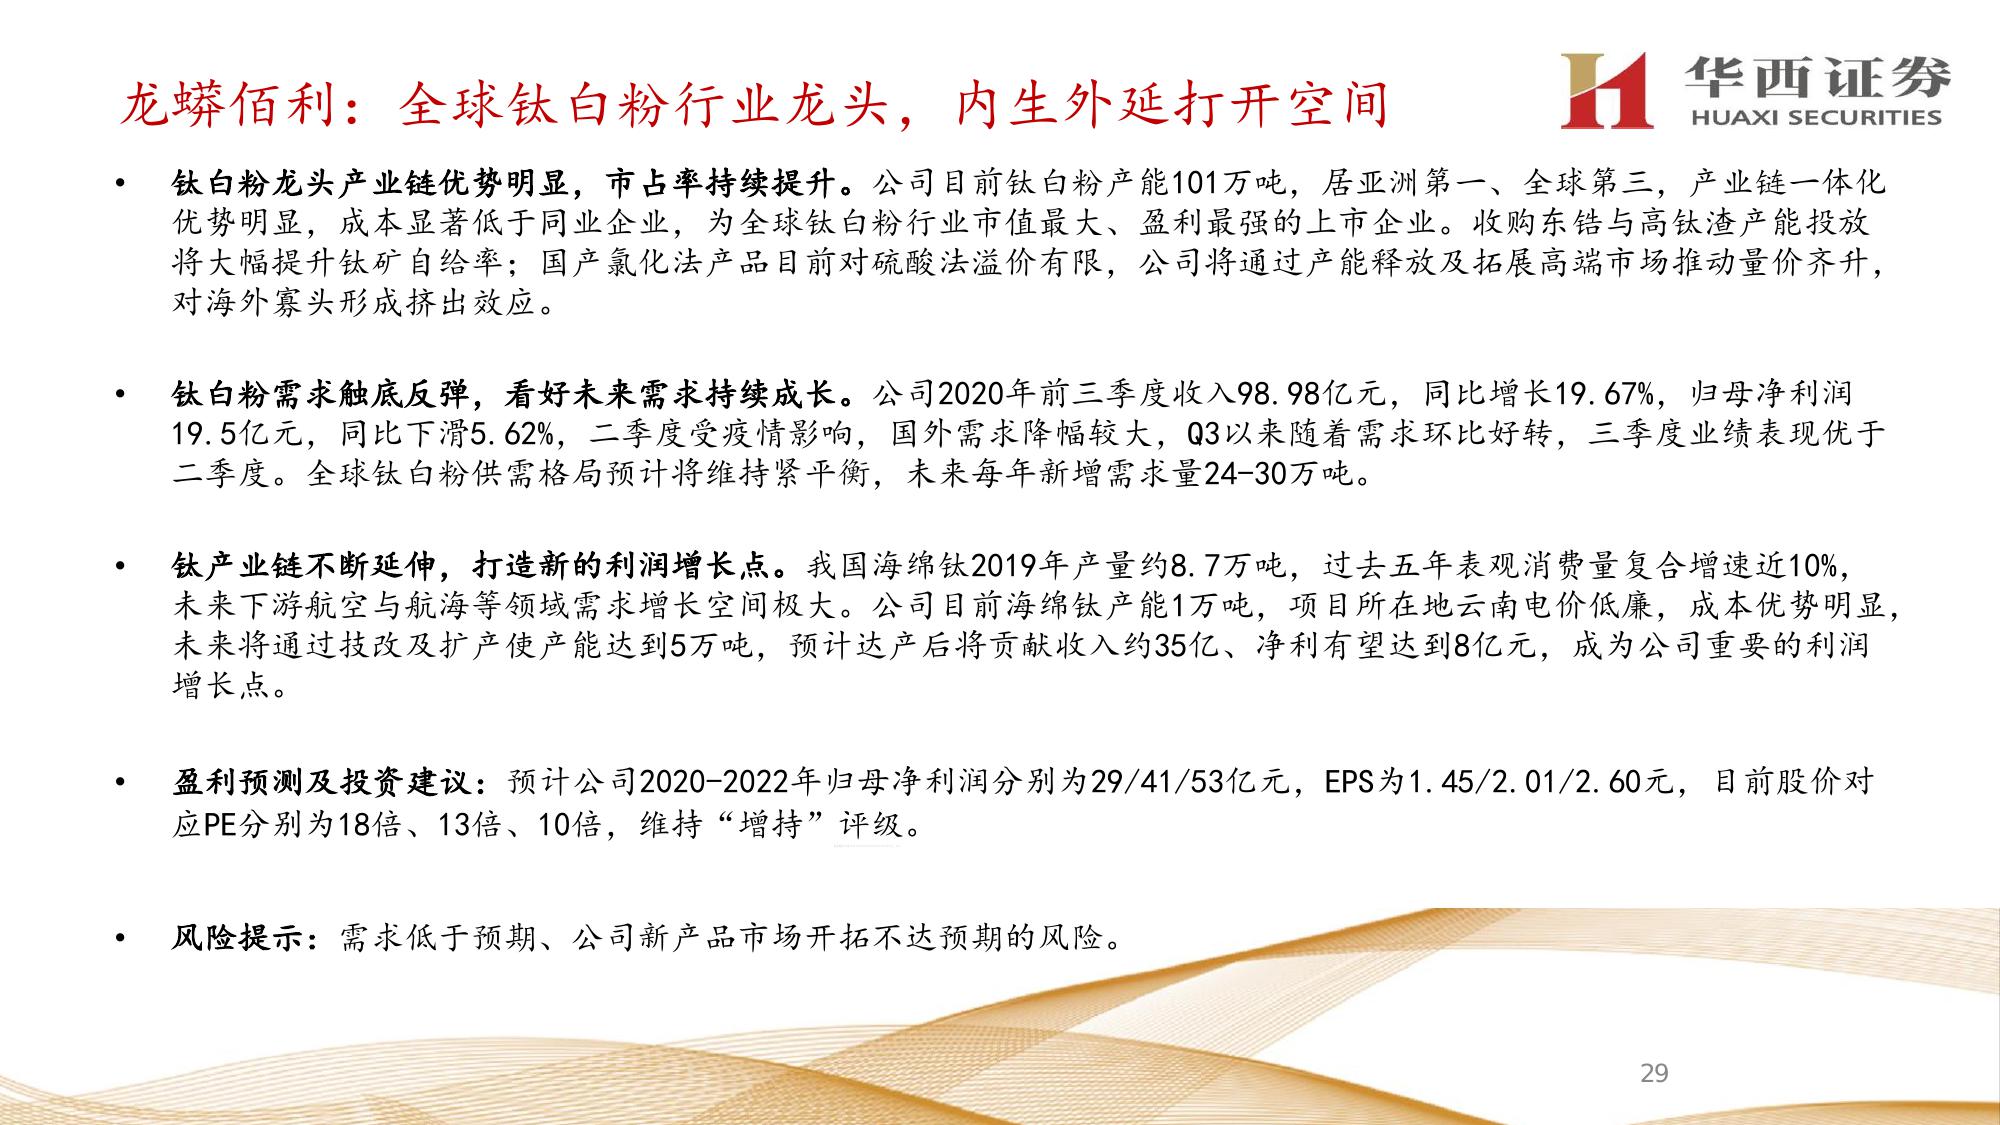 龙蟒佰利：全球钛白粉行业龙头，内生外延打开空间
华西证券
HUAXI SECURITIES
• 钛白粉龙头产业链优势明显，市占率持续提升。公司目前钛白粉产能101万吨，居亚洲第一、全球第三，产业链一体化
优势明显，成本显著低于同业企业，为全球钛白粉行业市值最大、盈利最强的上市企业。收购东锆与高钛渣产能投放
将大幅提升钛矿自给率；国产氯化法产品目前对硫酸法溢价有限，公司将通过产能释放及拓展高端市场推动量价齐升，
对海外寡头形成挤出效应。
• 钛白粉需求触底反弹，看好未来需求持续成长。公司2020年前三季度收入98.98亿元，同比增长19.67%，归母净利润
19.5亿元，同比下滑5.62%，二季度受疫情影响，国外需求降幅较大，Q3以来随着需求环比好转，三季度业绩表现优于
二季度。全球钛白粉供需格局预计将维持紧平衡，未来每年新增需求量24-30万吨。
• 钛产业链不断延伸，打造新的利润增长点。我国海绵钛2019年产量约8.7万吨，过去五年表观消费量复合增速近10%，
未来下游航空与航海等领域需求增长空间极大。公司目前海绵钛产能1万吨，项目所在地云南电价低廉，成本优势明显，
未来将通过技改及扩产使产能达到5万吨，预计达产后将贡献收入约35亿、净利有望达到8亿元，成为公司重要的利润
增长点。
• 盈利预测及投资建议：预计公司2020-2022年归母净利润分别为29/41/53亿元，EPS为1.45/2.01/2.60元，目前股价对
应PE分别为18倍、13倍、10倍，维持“增持”评级。
• 风险提示：需求低于预期、公司新产品市场开拓不达预期的风险。
29